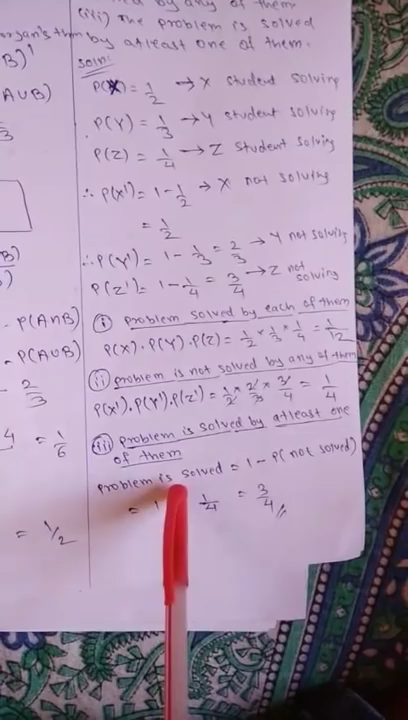 by any of them
(iii) The problem is solved
by atleast one of them.
soln:
P(X) = 1/2 → X student solving
P(Y) = 1/3 → Y student solving
P(Z) = 1/4 → Z student solving
∴ P(X') = 1 - 1/2 → X not solving
= 1/2
∴ P(Y') = 1 - 1/3 = 2/3 → Y not solving
P(Z') = 1 - 1/4 = 3/4 → Z not solving
(i) problem solved by each of them
P(X).P(Y).P(Z) = 1/2 * 1/3 * 1/4 = 1/12
(ii) problem is not solved by any of them
P(X').P(Y').P(Z') = 1/2 * 2/3 * 3/4 = 1/4
(iii) problem is solved by atleast one
of them
problem is solved = 1 - P(not solved)
= 1 1/4 = 3/4 //
B)'
(A∪B)
/3
B)
)
- P(A∩B)
- P(A∪B)
- 2/3
4 = 1/6
= 1/2